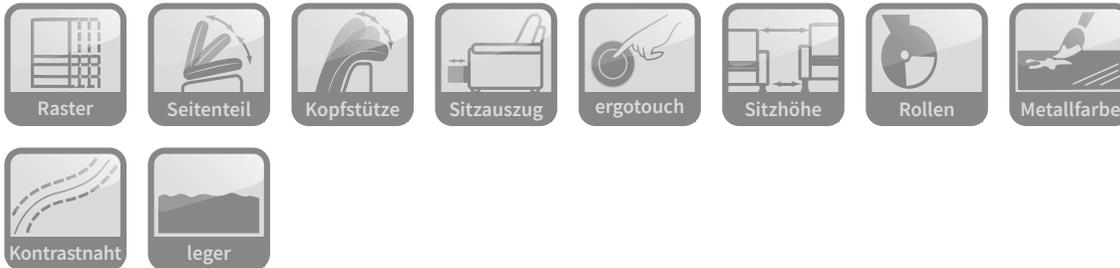 Raster
Seitenteil
Kopfstütze
Sitzauszug
ergotouch
Sitzhöhe
Rollen
Metallfarbe
Kontrastnaht
leger